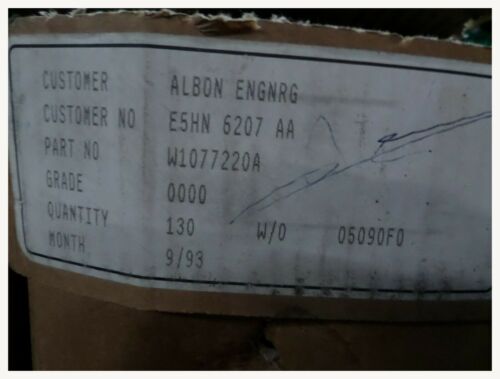 CUSTOMER ALBON ENGNRG
CUSTOMER NO E5HN 6207 AA
PART NO W1077220A
GRADE 0000
QUANTITY 130 W/O 05090F0
MONTH 9/93